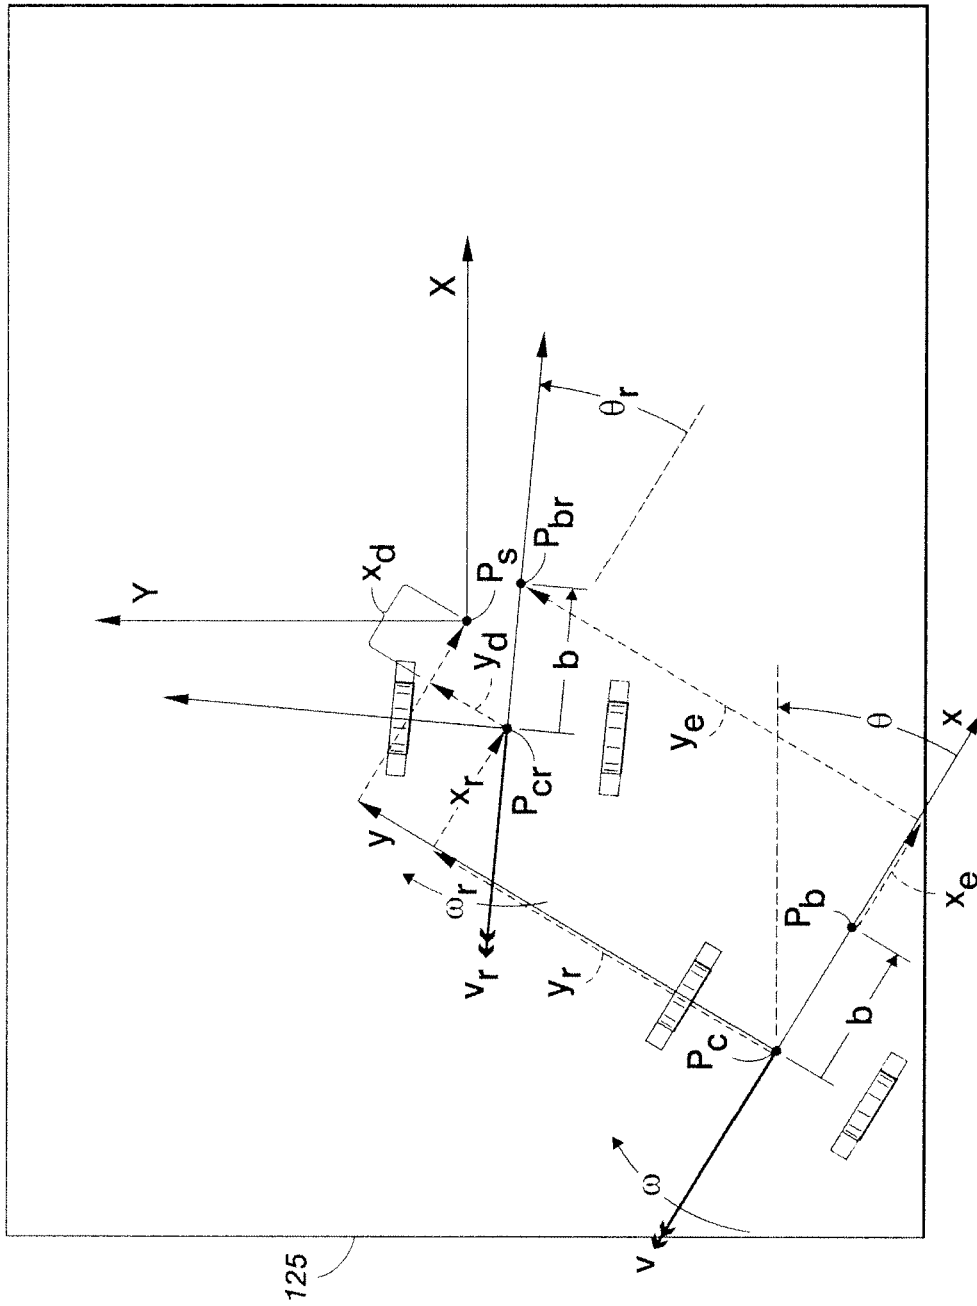 Y
X
x_d
P_s
P_br
θ_r
y_d
b
x_r
P_cr
y
ω_r
v_r
y_r
y_e
θ
x
x_e
P_b
b
P_c
ω
v
125